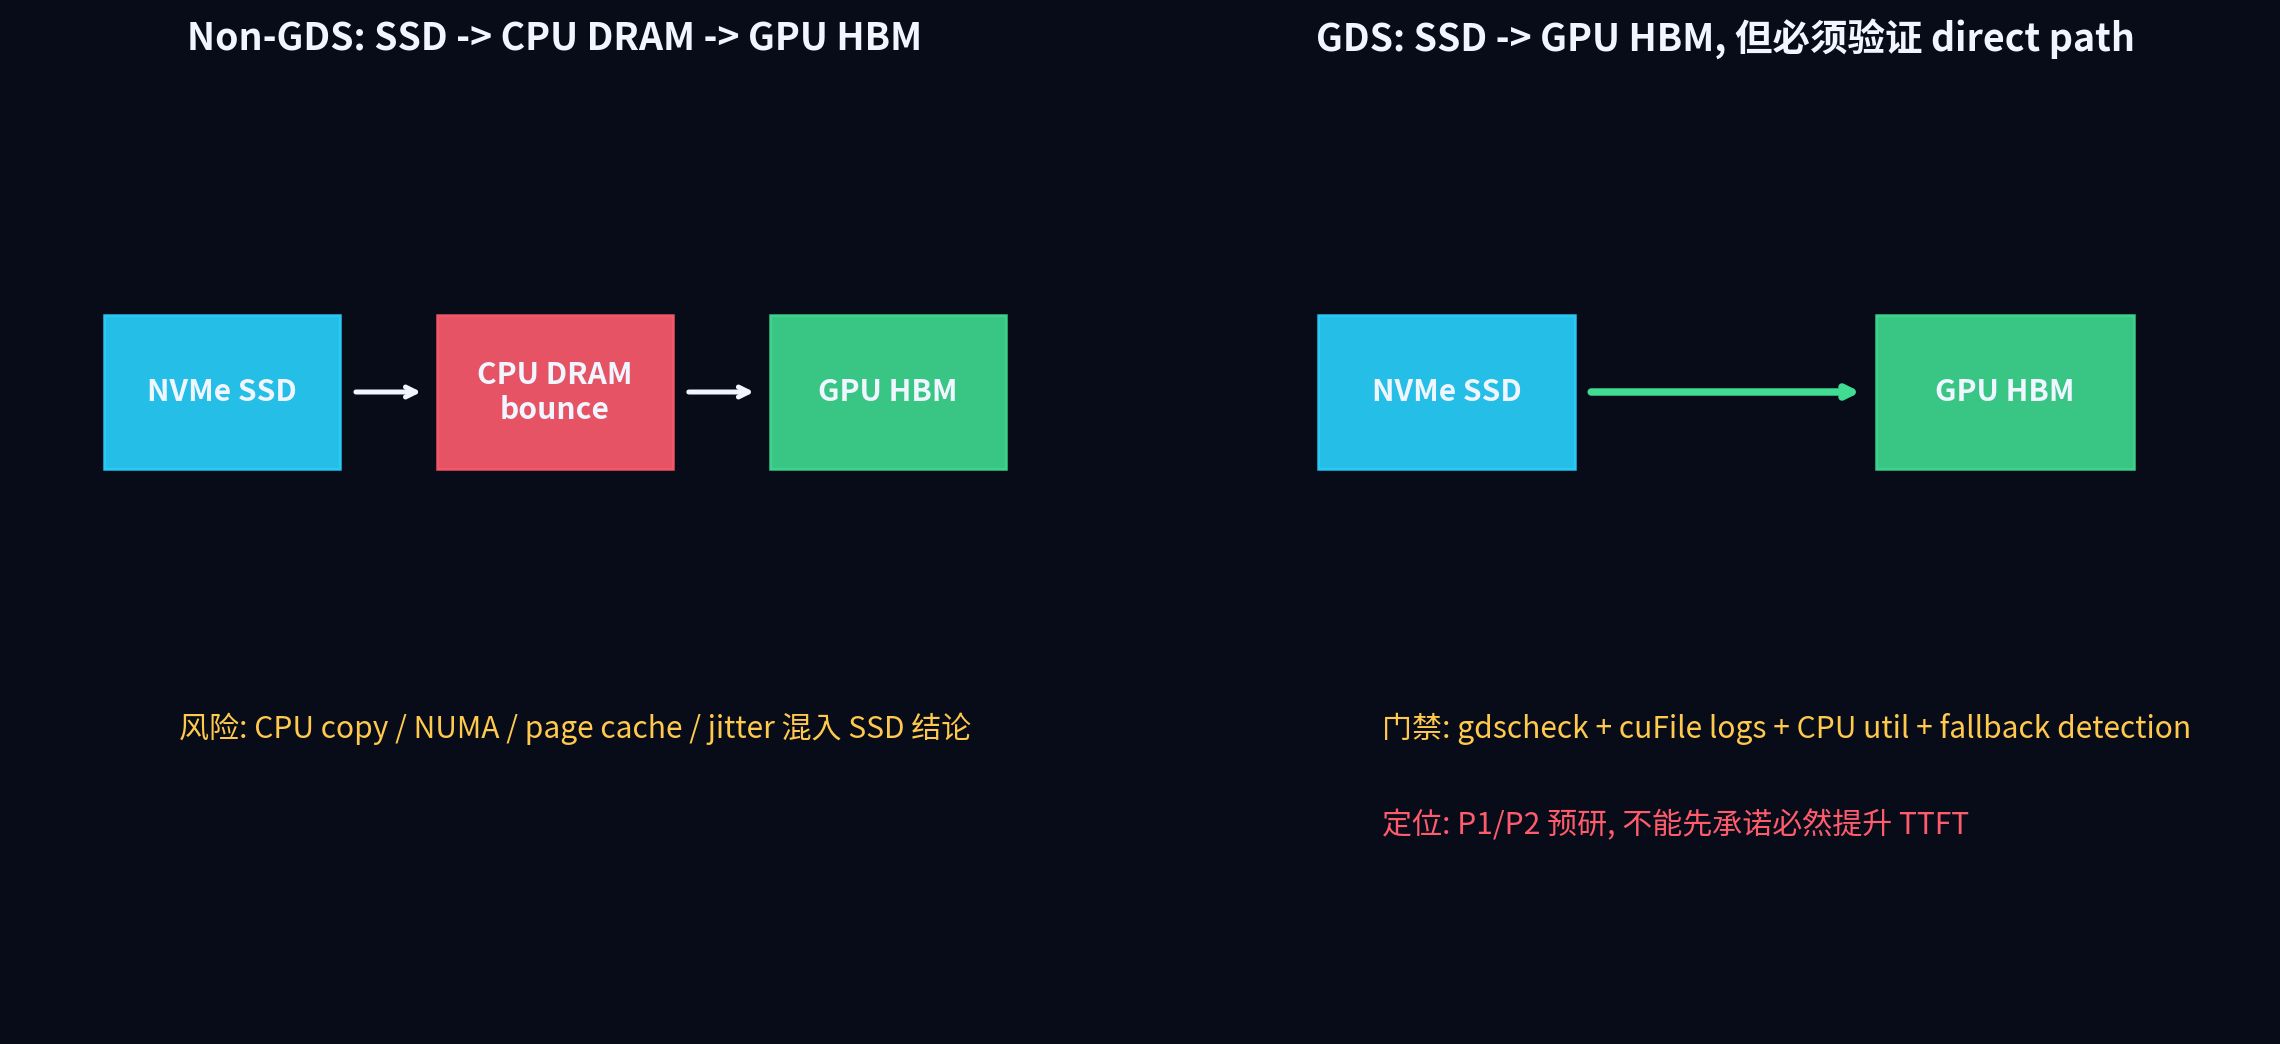 Non-GDS: SSD -> CPU DRAM -> GPU HBM
NVMe SSD
CPU DRAM
bounce
GPU HBM
风险: CPU copy / NUMA / page cache / jitter 混入 SSD 结论
GDS: SSD -> GPU HBM, 但必须验证 direct path
NVMe SSD
GPU HBM
门禁: gdscheck + cuFile logs + CPU util + fallback detection
定位: P1/P2 预研, 不能先承诺必然提升 TTFT